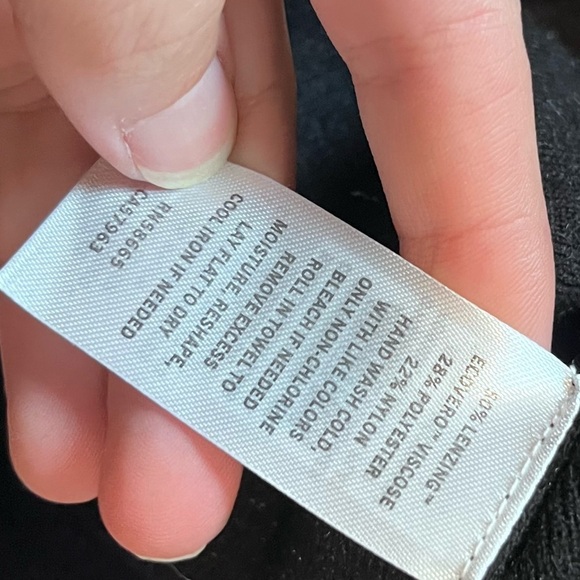 50% LENZING™
ECOVERO™ VISCOSE
28% POLYESTER
22% NYLON
HAND WASH COLD,
WITH LIKE COLORS
ONLY NON-CHLORINE
BLEACH IF NEEDED
ROLL IN TOWEL TO
REMOVE EXCESS
MOISTURE, RESHAPE,
LAY FLAT TO DRY
COOL IRON IF NEEDED
RN58665
CA57963